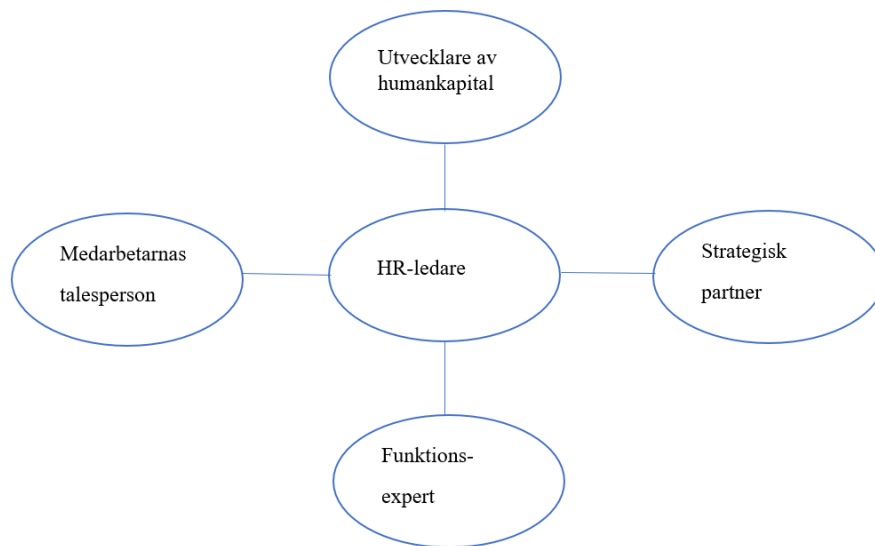 Utvecklare av
humankapital
Medarbetarnas
talesperson
HR-ledare
Strategisk
partner
Funktions-
expert